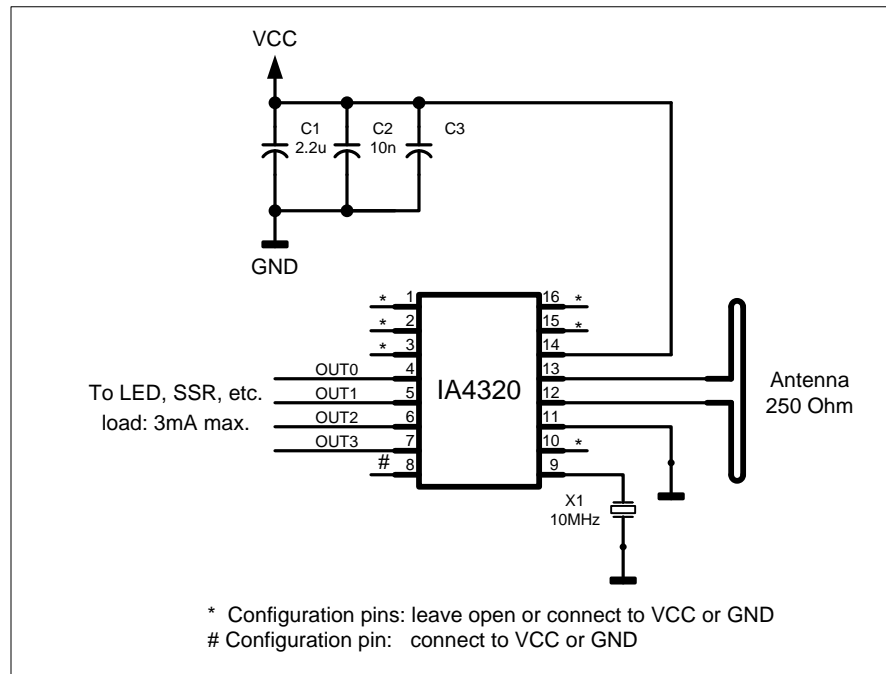 VCC
C1
2.2u
C2
10n
C3
GND
* 1
* 2
* 3
OUT0 4
OUT1 5
OUT2 6
OUT3 7
# 8
To LED, SSR, etc.
load: 3mA max.
IA4320
16 *
15 *
14
13
12
11
10 *
9
Antenna
250 Ohm
X1
10MHz
* Configuration pins: leave open or connect to VCC or GND
# Configuration pin: connect to VCC or GND